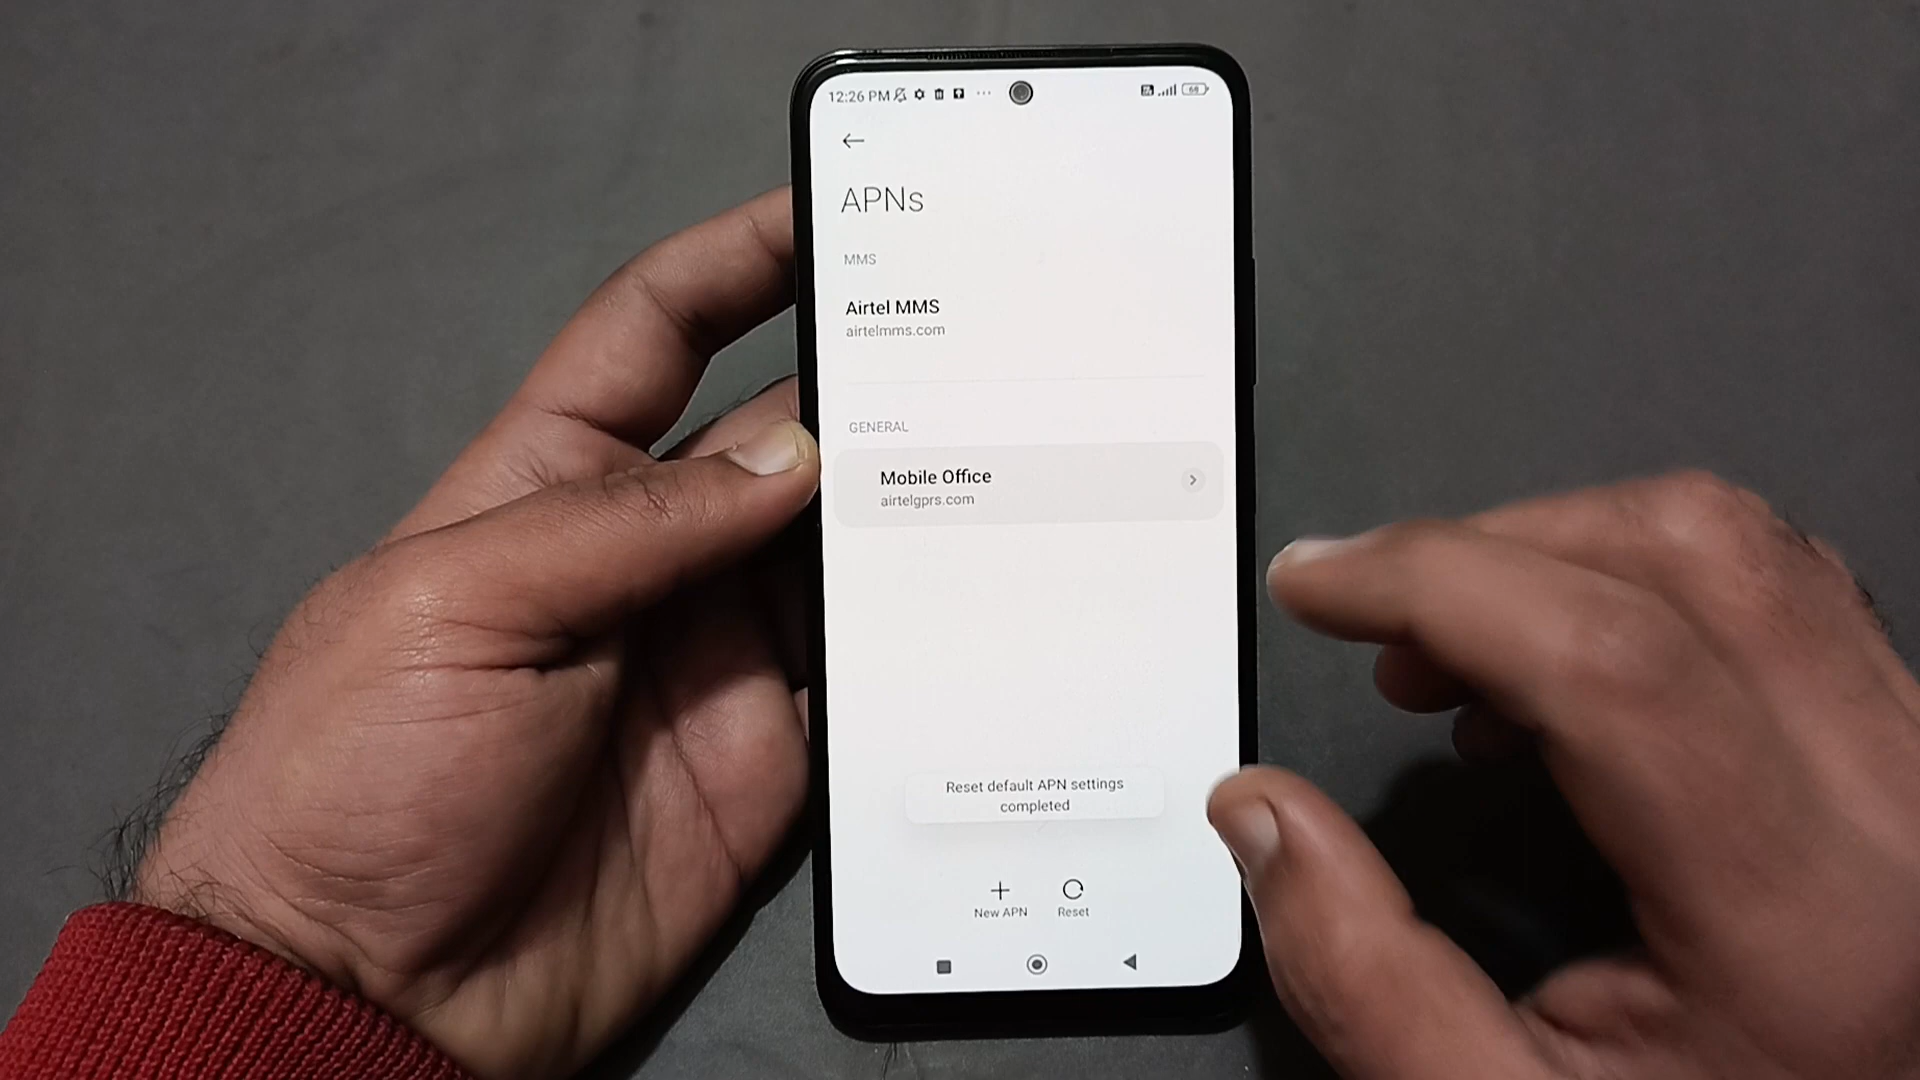 12:26 PM
68
APNs
MMS
Airtel MMS
airtelmms.com
GENERAL
Mobile Office
airtelgprs.com
Reset default APN settings
completed
New APN
Reset